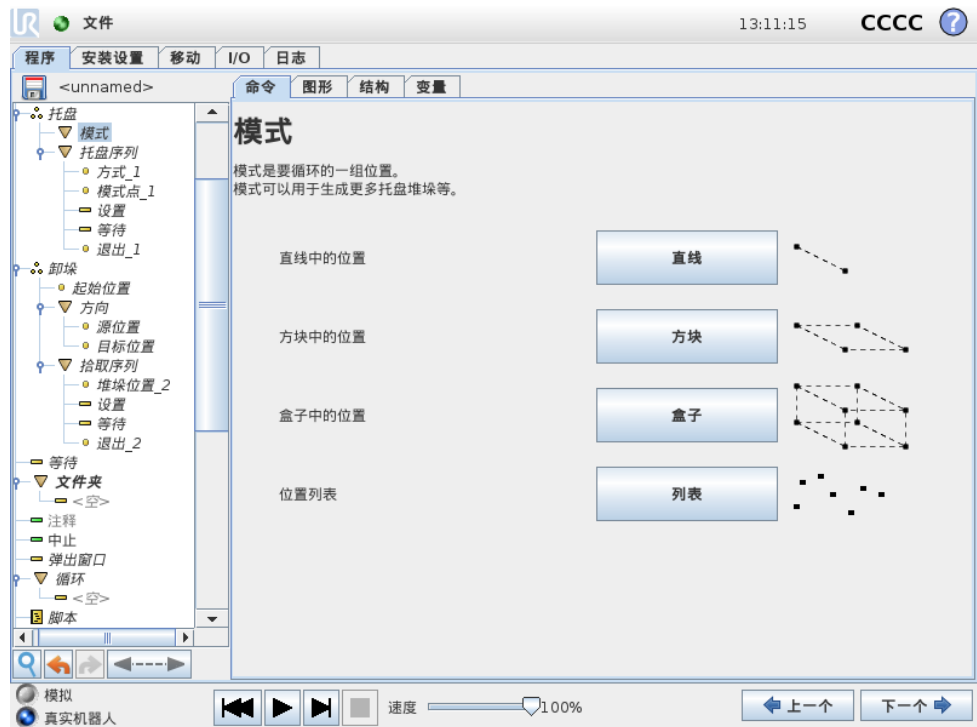 UR 文件 13:11:15 CCCC ?
程序 安装设置 移动 I/O 日志
<unnamed>
命令 图形 结构 变量
托盘
模式
托盘序列
方式_1
模式点_1
设置
等待
退出_1
卸垛
起始位置
方向
源位置
目标位置
拾取序列
堆垛位置_2
设置
等待
退出_2
等待
文件夹
<空>
注释
中止
弹出窗口
循环
<空>
脚本
模式
模式是要循环的一组位置。
模式可以用于生成更多托盘堆垛等。
直线中的位置 直线
方块中的位置 方块
盒子中的位置 盒子
位置列表 列表
模拟
真实机器人
速度 100%
上一个 下一个